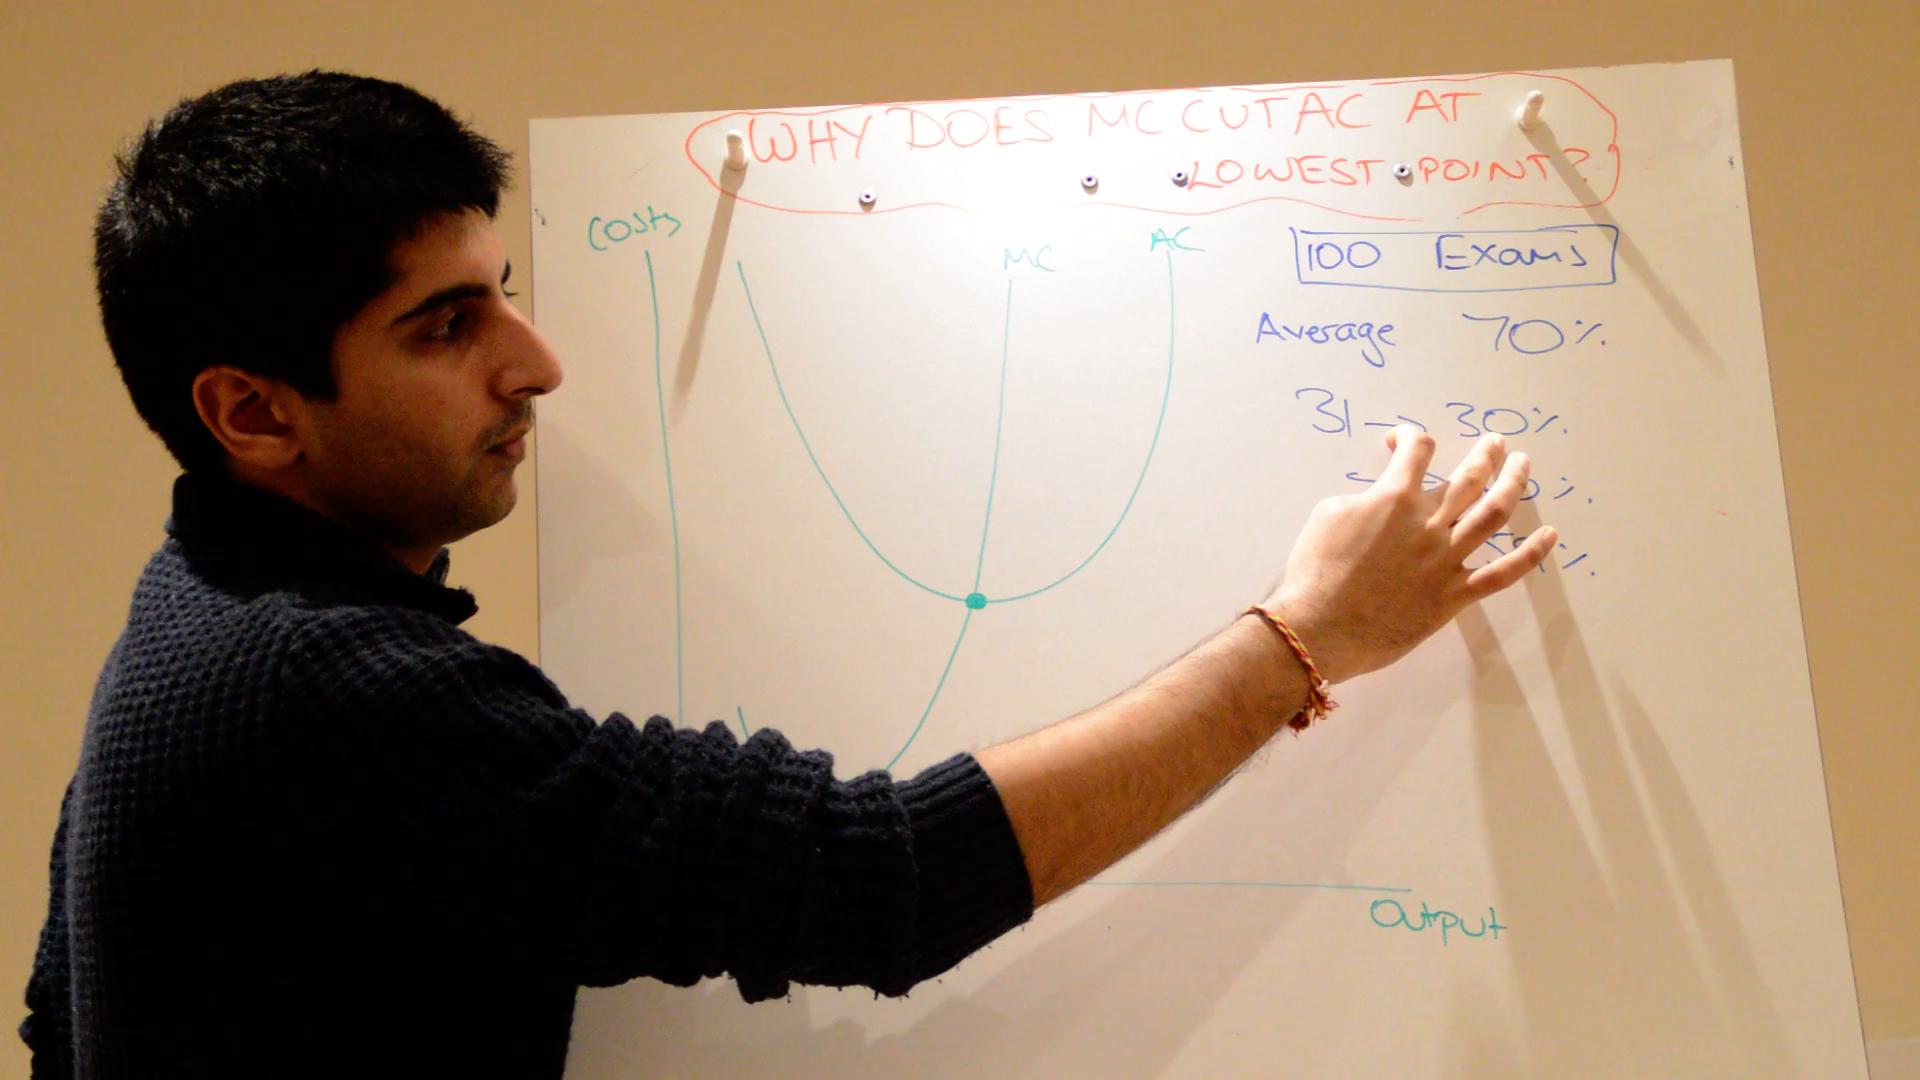 WHY DOES MC CUT AC AT
LOWEST POINT?
Costs
MC
AC
100 Exams
Average 70%
31 → 30%
Output